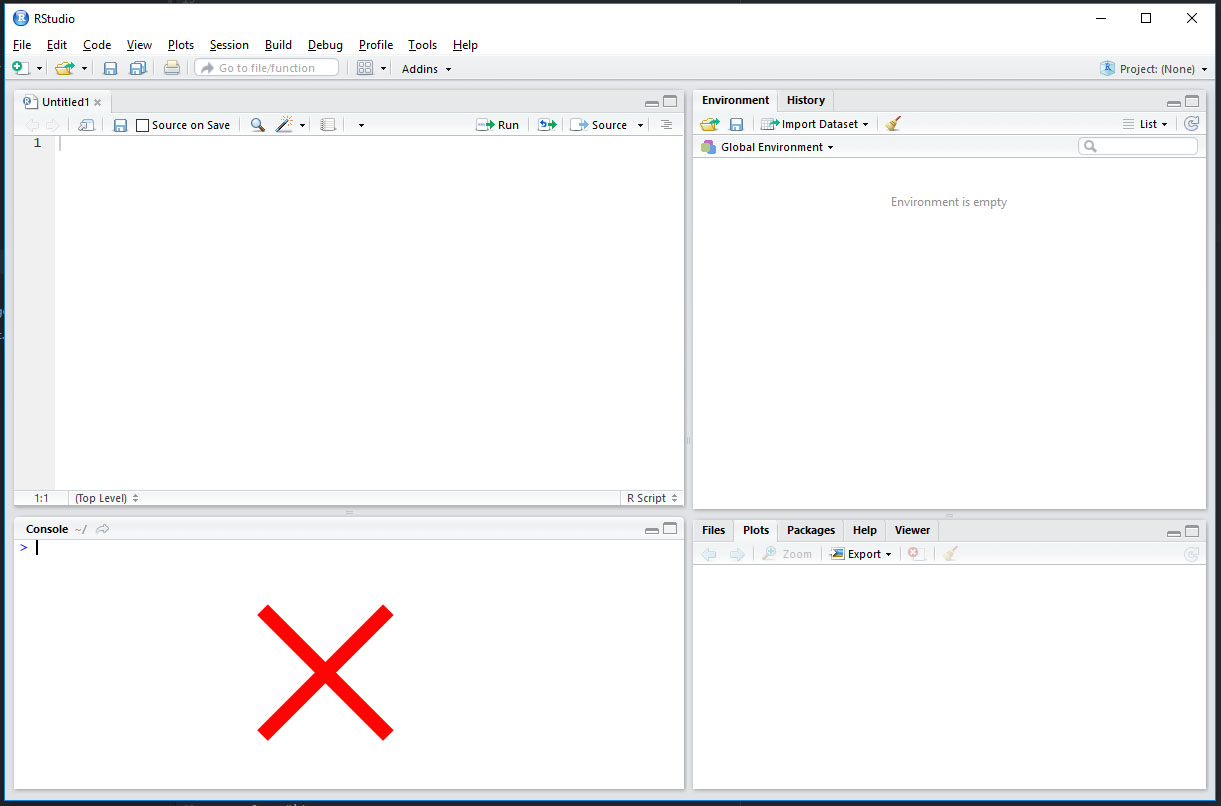 RStudio
File Edit Code View Plots Session Build Debug Profile Tools Help
Go to file/function Addins Project: (None)
Untitled1
Source on Save Run Source
1
1:1 (Top Level) R Script
Console ~/
>
Environment History
Import Dataset List
Global Environment
Environment is empty
Files Plots Packages Help Viewer
Zoom Export